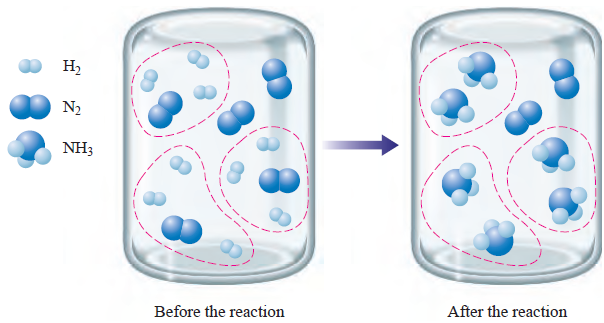 H₂
N₂
NH₃
Before the reaction
After the reaction